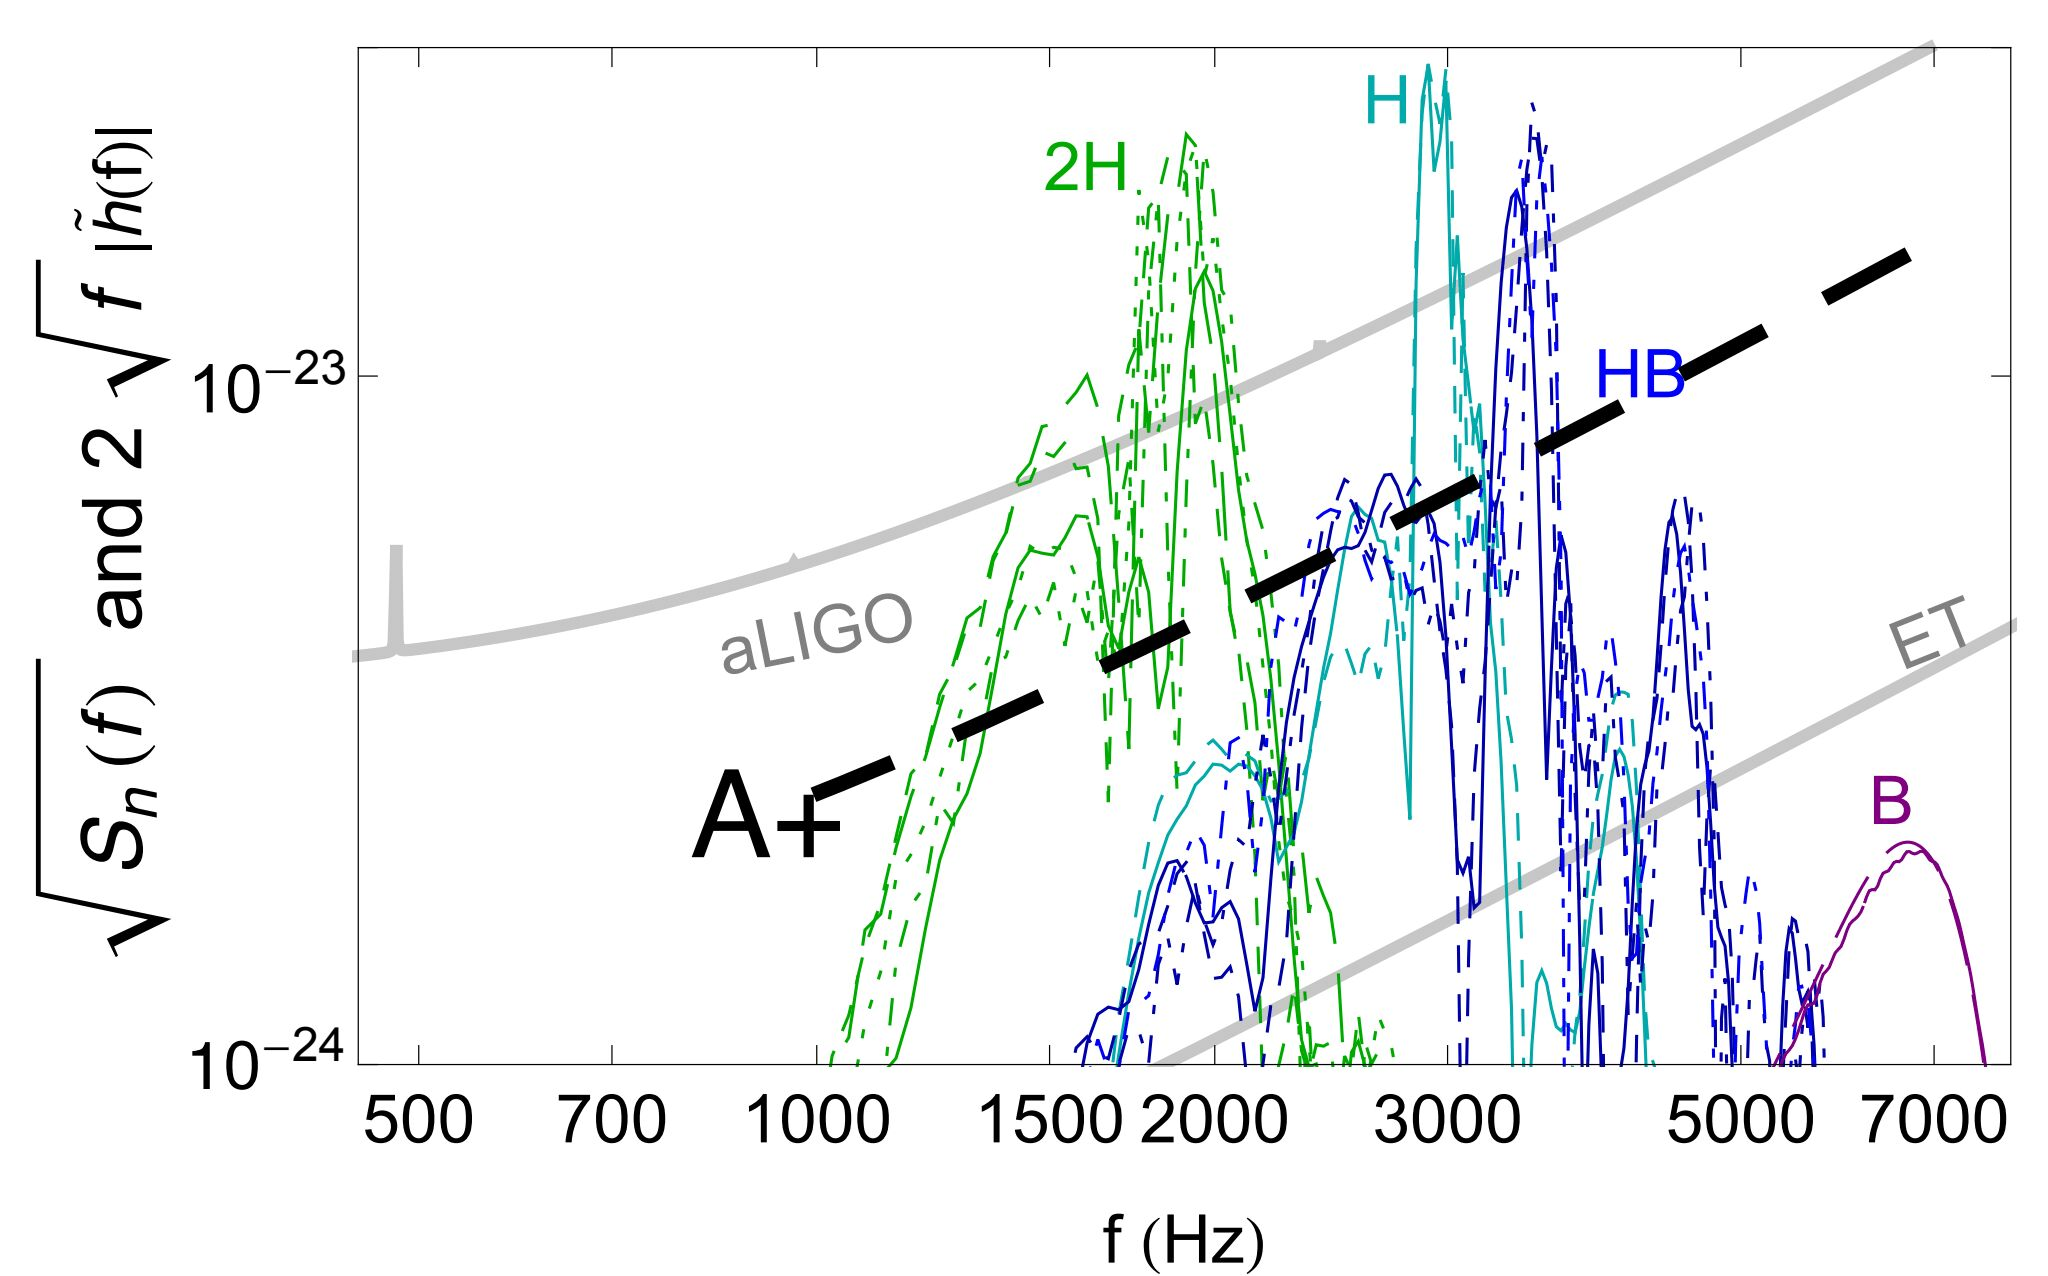 √Sₙ(f) and 2 √f |h̃(f)|
10⁻²³
10⁻²⁴
2H
H
HB
aLIGO
ET
A+
B
500 700 1000 1500 2000 3000 5000 7000
f (Hz)